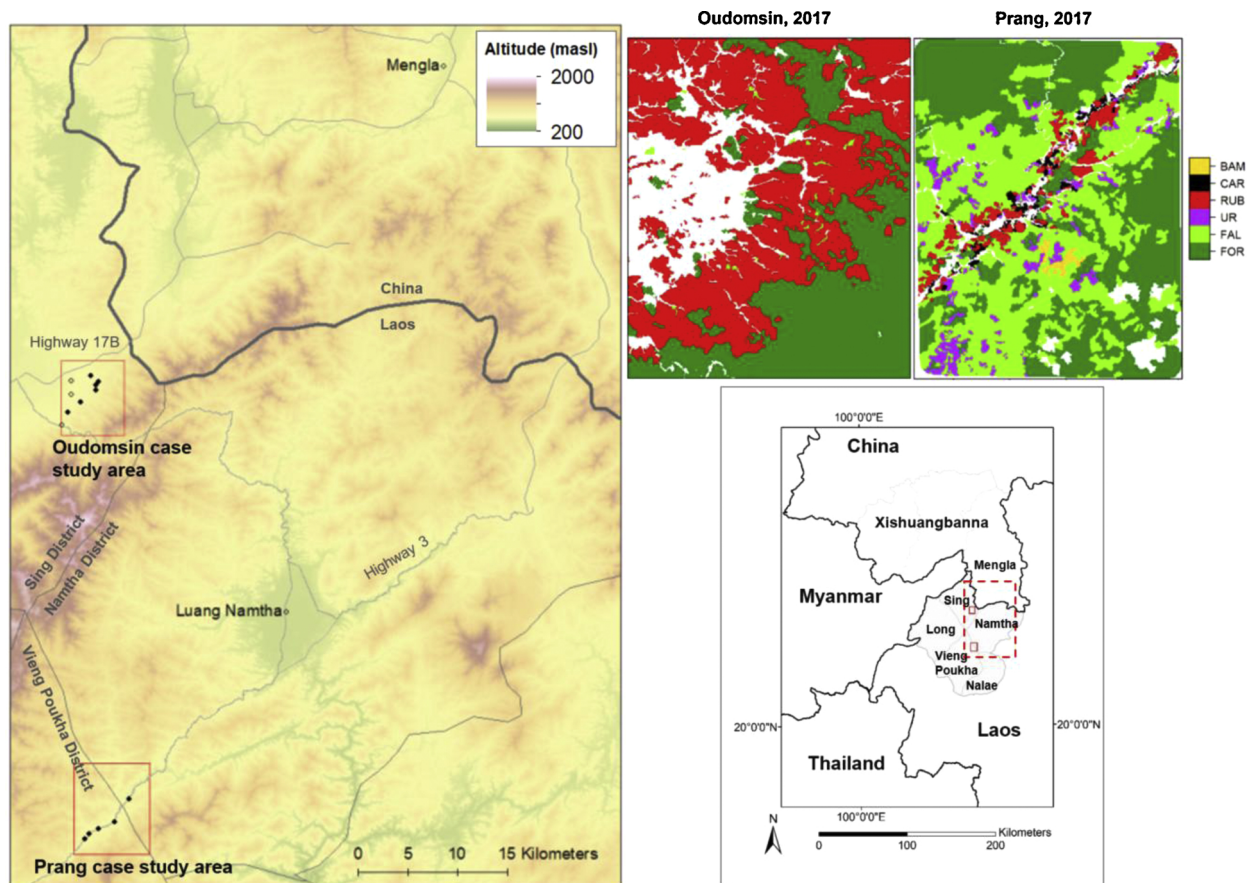 Altitude (masl)
2000
200
Mengla
China
Laos
Highway 17B
Oudomsin case
study area
Sing District
Namtha District
Highway 3
Luang Namtha
Vieng Poukha District
Prang case study area
0 5 10 15 Kilometers
Oudomsin, 2017
Prang, 2017
BAM
CAR
RUB
UR
FAL
FOR
100°0'0"E
China
Xishuangbanna
Mengla
Myanmar
Sing
Namtha
Long
Vieng
Poukha
Nalae
20°0'0"N
20°0'0"N
Laos
Thailand
100°0'0"E
N
Kilometers
0 100 200